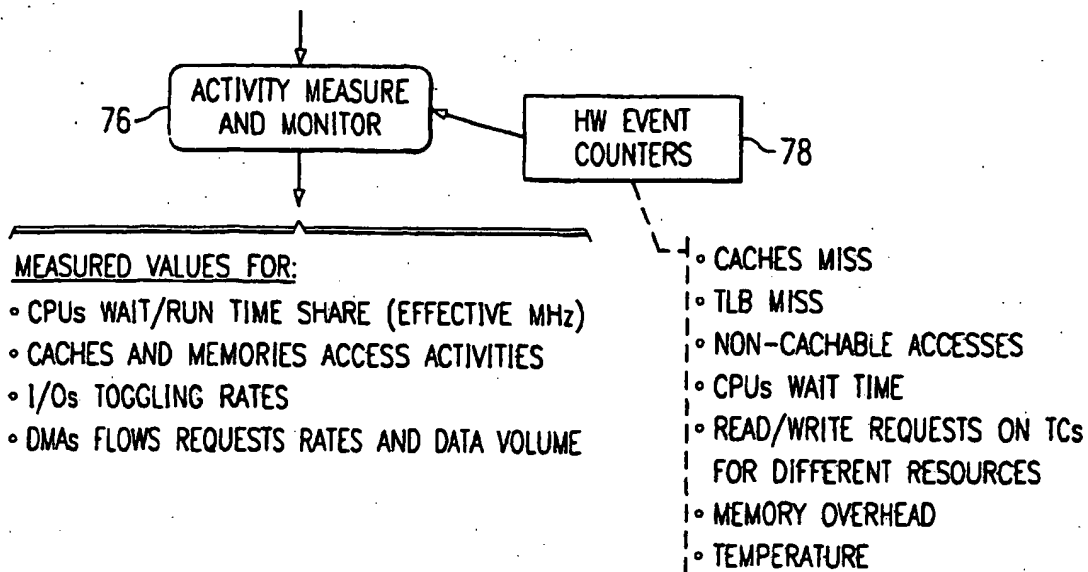 ACTIVITY MEASURE
AND MONITOR
76
HW EVENT
COUNTERS
78
MEASURED VALUES FOR:
∘ CPUs WAIT/RUN TIME SHARE (EFFECTIVE MHz)
∘ CACHES AND MEMORIES ACCESS ACTIVITIES
∘ I/Os TOGGLING RATES
∘ DMAs FLOWS REQUESTS RATES AND DATA VOLUME
∘ CACHES MISS
∘ TLB MISS
∘ NON-CACHABLE ACCESSES
∘ CPUs WAIT TIME
∘ READ/WRITE REQUESTS ON TCs
FOR DIFFERENT RESOURCES
∘ MEMORY OVERHEAD
∘ TEMPERATURE